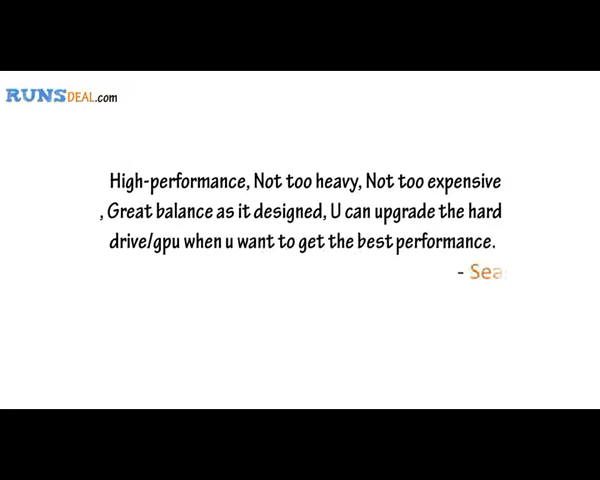 RUNSDEAL.com
High-performance, Not too heavy, Not too expensive
, Great balance as it designed, U can upgrade the hard
drive/gpu when u want to get the best performance.
-